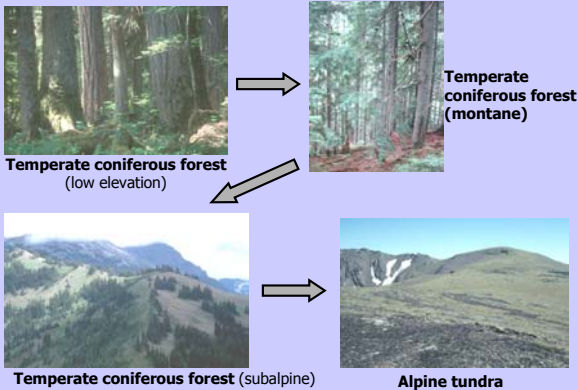 Temperate coniferous forest
(low elevation)
Temperate
coniferous forest
(montane)
Temperate coniferous forest (subalpine)
Alpine tundra